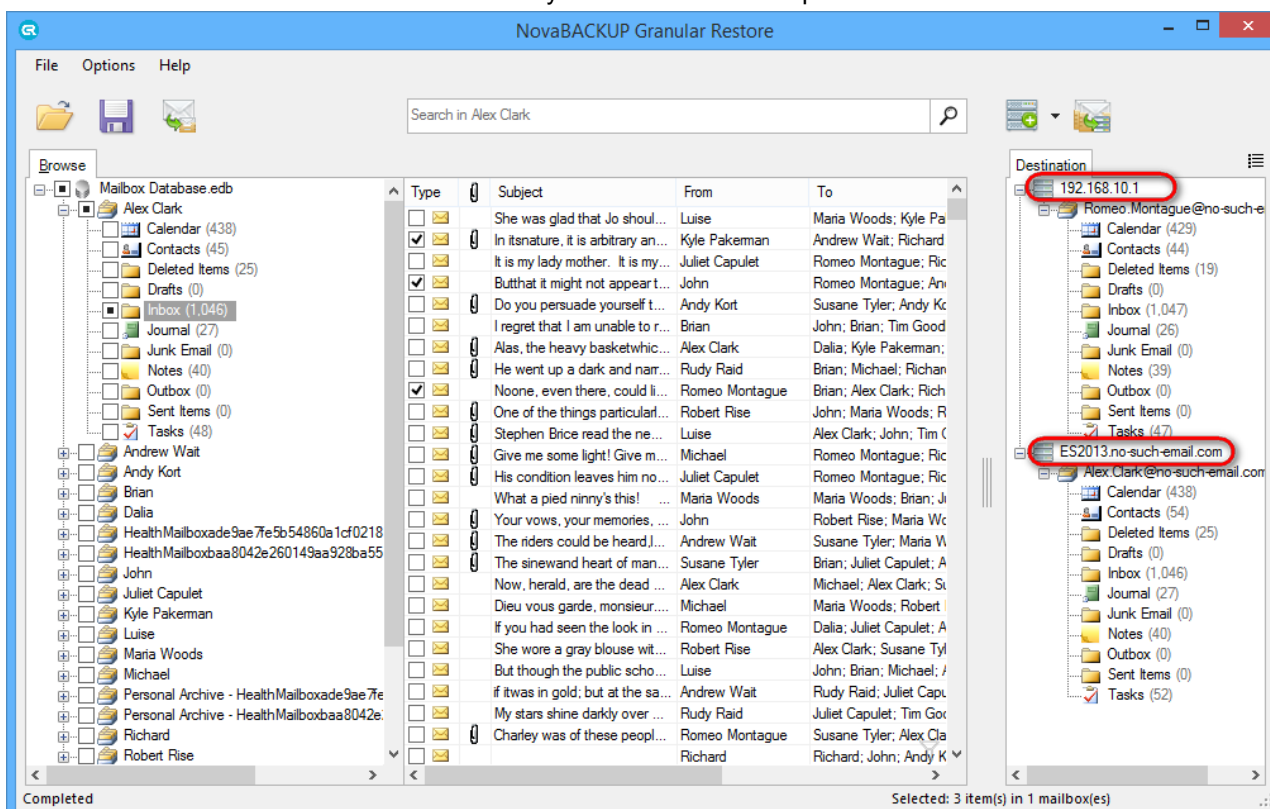 NovaBACKUP Granular Restore
File Options Help
Search in Alex Clark
Browse
Mailbox Database.edb
Alex Clark
Calendar (438)
Contacts (45)
Deleted Items (25)
Drafts (0)
Inbox (1,046)
Journal (27)
Junk Email (0)
Notes (40)
Outbox (0)
Sent Items (0)
Tasks (48)
Andrew Wait
Andy Kort
Brian
Dalia
HealthMailboxade9ae7fe5b54860a1cf0218
HealthMailboxbaa8042e260149aa928ba55
John
Juliet Capulet
Kyle Pakerman
Luise
Maria Woods
Michael
Personal Archive - HealthMailboxade9ae7fe
Personal Archive - HealthMailboxbaa8042e
Richard
Robert Rise
Type Subject From To
She was glad that Jo shoul... Luise Maria Woods; Kyle Pa
In itsnature, it is arbitrary an... Kyle Pakerman Andrew Wait; Richard
It is my lady mother. It is my... Juliet Capulet Romeo Montague; Ric
Butthat it might not appear t... John Romeo Montague; An
Do you persuade yourself t... Andy Kort Susane Tyler; Andy Ko
I regret that I am unable to r... Brian John; Brian; Tim Good
Alas, the heavy basketwhic... Alex Clark Dalia; Kyle Pakerman;
He went up a dark and narr... Rudy Raid Brian; Michael; Richar
Noone, even there, could li... Romeo Montague Brian; Alex Clark; Rich
One of the things particularl... Robert Rise John; Maria Woods; R
Stephen Brice read the ne... Luise Alex Clark; John; Tim
Give me some light! Give m... Michael Romeo Montague; Ric
His condition leaves him no... Juliet Capulet Romeo Montague; Ric
What a pied ninny's this! ... Maria Woods Maria Woods; Brian; Ju
Your vows, your memories, ... John Robert Rise; Maria Wo
The riders could be heard,l... Andrew Wait Susane Tyler; Maria W
The sinewand heart of man... Susane Tyler Brian; Juliet Capulet; A
Now, herald, are the dead ... Alex Clark Michael; Alex Clark; Su
Dieu vous garde, monsieur.... Michael Maria Woods; Robert
If you had seen the look in ... Romeo Montague Dalia; Juliet Capulet; A
She wore a gray blouse wit... Robert Rise Alex Clark; Susane Tyl
But though the public scho... Luise John; Brian; Michael; A
if itwas in gold; but at the sa... Andrew Wait Rudy Raid; Juliet Capu
My stars shine darkly over ... Rudy Raid Juliet Capulet; Tim Goo
Charley was of these peopl... Romeo Montague Susane Tyler; Alex Cla
Richard Richard; John; Andy K
Destination
192.168.10.1
Romeo.Montague@no-such-e
Calendar (429)
Contacts (44)
Deleted Items (19)
Drafts (0)
Inbox (1,047)
Journal (26)
Junk Email (0)
Notes (39)
Outbox (0)
Sent Items (0)
Tasks (47)
ES2013.no-such-email.com
Alex.Clark@no-such-email.com
Calendar (438)
Contacts (54)
Deleted Items (25)
Drafts (0)
Inbox (1,046)
Journal (27)
Junk Email (0)
Notes (40)
Outbox (0)
Sent Items (0)
Tasks (52)
Completed
Selected: 3 item(s) in 1 mailbox(es)